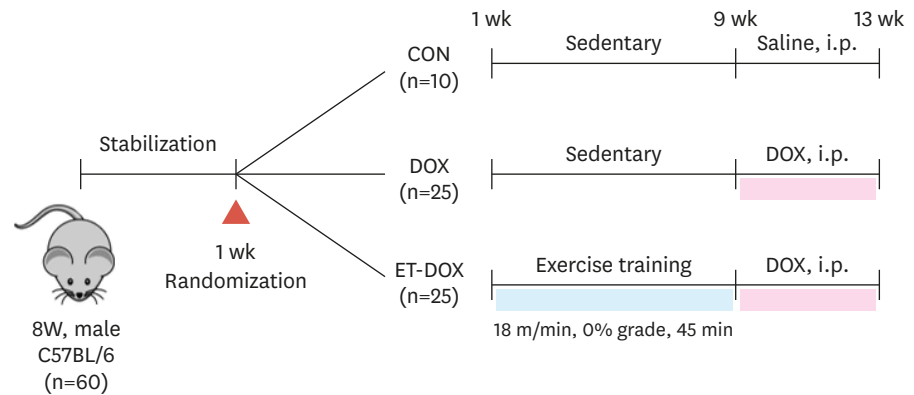 1 wk
9 wk
13 wk
CON
(n=10)
Sedentary
Saline, i.p.
Stabilization
DOX
(n=25)
Sedentary
DOX, i.p.
1 wk
Randomization
ET-DOX
(n=25)
Exercise training
DOX, i.p.
18 m/min, 0% grade, 45 min
8W, male
C57BL/6
(n=60)